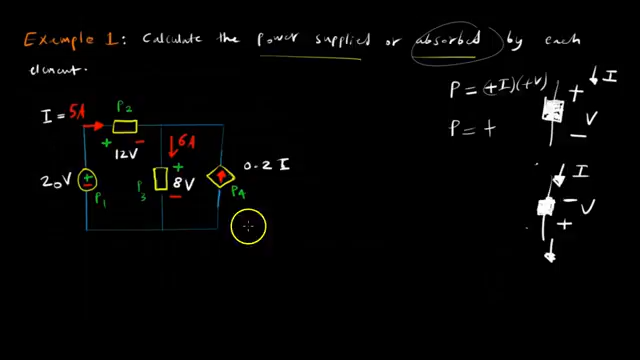 Example 1: Calculate the power supplied or absorbed by each
element.
P = (+I)(+V)
P = +
+ I
V
-
I
- V
+
I = 5A
P2
+ -
12V
6A
+
8V
-
P3
20V
+
-
P1
0.2 I
P4